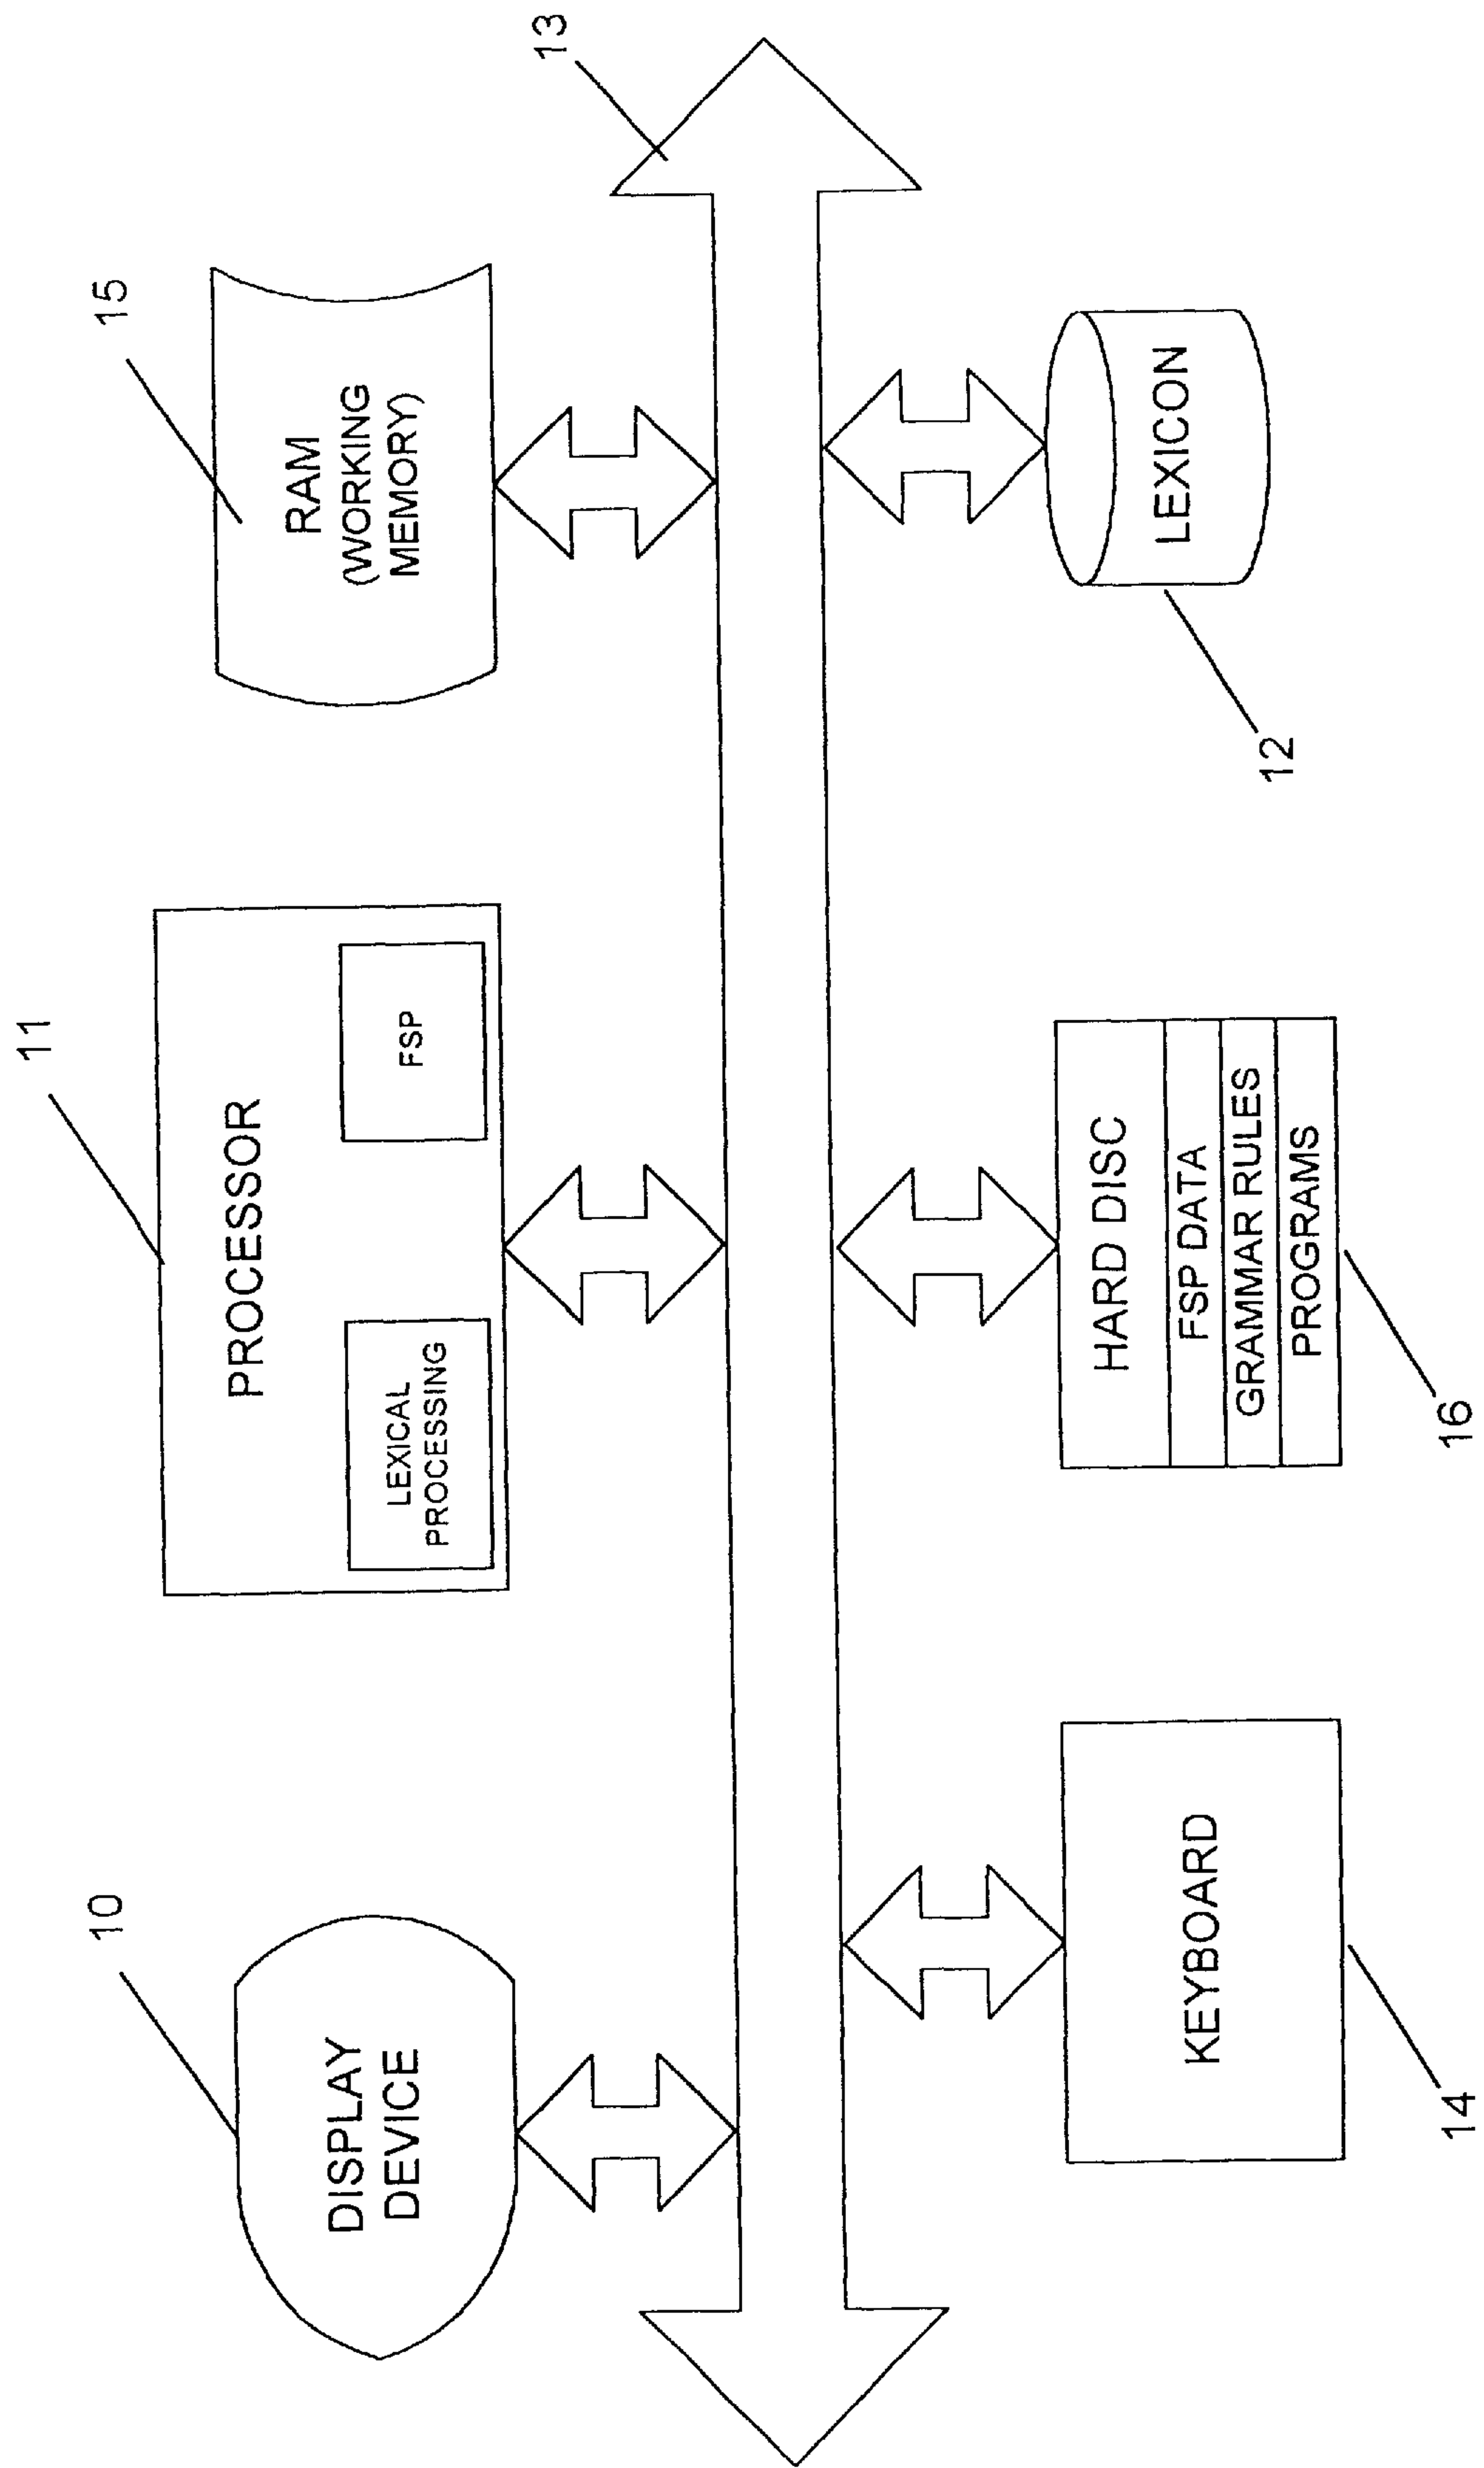 10
DISPLAY
DEVICE
11
PROCESSOR
LEXICAL
PROCESSING
FSP
15
RAM
(WORKING
MEMORY)
13
KEYBOARD
14
HARD DISC
FSP DATA
GRAMMAR RULES
PROGRAMS
16
LEXICON
12